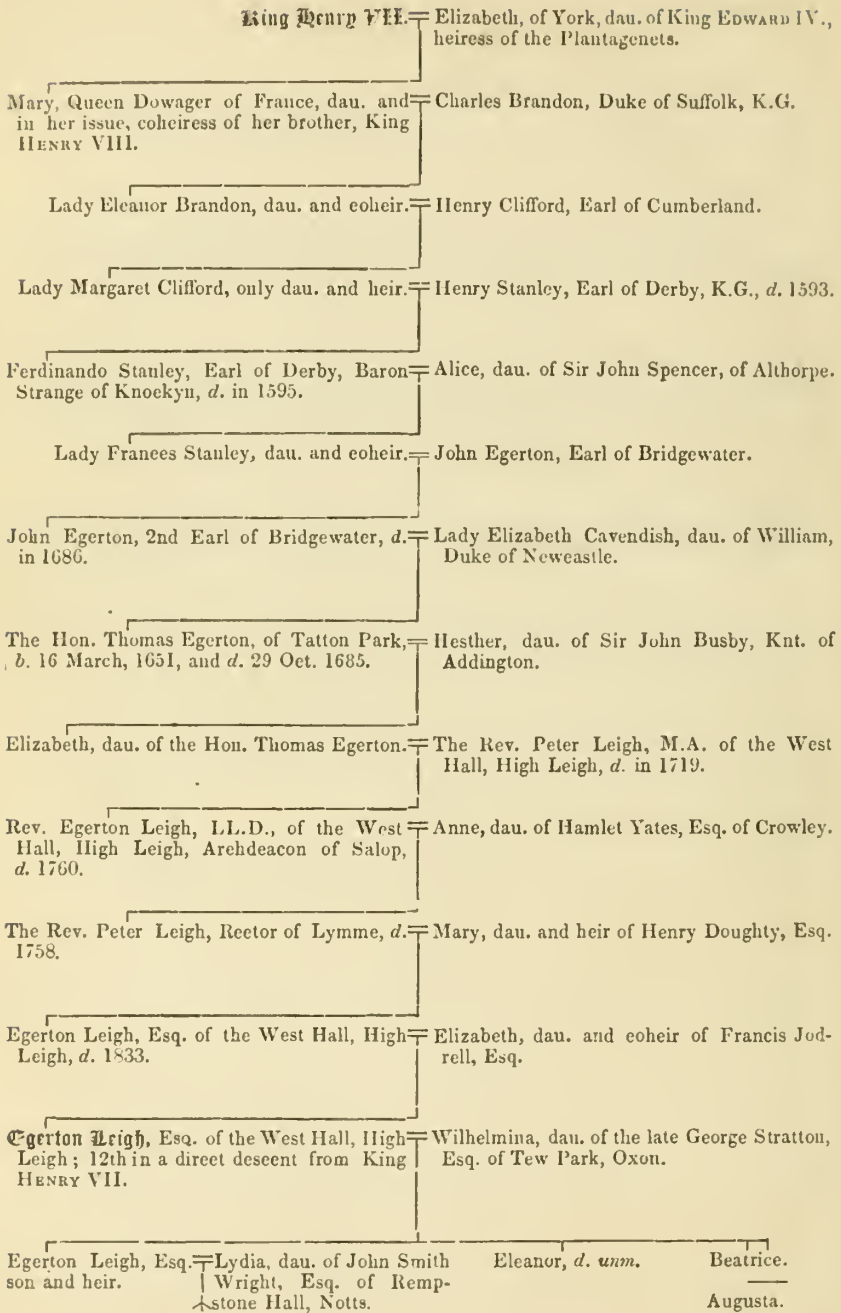 King Henry VII. = Elizabeth, of York, dau. of King EDWARD IV.,
heiress of the Plantagenets.
Mary, Queen Dowager of France, dau. and
in her issue, coheiress of her brother, King
HENRY VIII.
= Charles Brandon, Duke of Suffolk, K.G.
Lady Eleanor Brandon, dau. and coheir. = Henry Clifford, Earl of Cumberland.
Lady Margaret Clifford, only dau. and heir. = Henry Stanley, Earl of Derby, K.G., d. 1593.
Ferdinando Stanley, Earl of Derby, Baron
Strange of Knockyn, d. in 1595.
= Alice, dau. of Sir John Spencer, of Althorpe.
Lady Frances Stanley, dau. and coheir. = John Egerton, Earl of Bridgewater.
John Egerton, 2nd Earl of Bridgewater, d.
in 1686.
= Lady Elizabeth Cavendish, dau. of William,
Duke of Newcastle.
The Hon. Thomas Egerton, of Tatton Park,
b. 16 March, 1651, and d. 29 Oct. 1685.
= Hesther, dau. of Sir John Busby, Knt. of
Addington.
Elizabeth, dau. of the Hon. Thomas Egerton. = The Rev. Peter Leigh, M.A. of the West
Hall, High Leigh, d. in 1719.
Rev. Egerton Leigh, LL.D., of the West
Hall, High Leigh, Archdeacon of Salop,
d. 1760.
= Anne, dau. of Hamlet Yates, Esq. of Crowley.
The Rev. Peter Leigh, Rector of Lymme, d.
1758.
= Mary, dau. and heir of Henry Doughty, Esq.
Egerton Leigh, Esq. of the West Hall, High
Leigh, d. 1833.
= Elizabeth, dau. and coheir of Francis Jod-
rell, Esq.
Egerton Leigh, Esq. of the West Hall, High
Leigh; 12th in a direct descent from King
HENRY VII.
= Wilhelmina, dau. of the late George Stratton,
Esq. of Tew Park, Oxon.
Egerton Leigh, Esq.
son and heir.
= Lydia, dau. of John Smith
Wright, Esq. of Remp-
stone Hall, Notts.
Eleanor, d. unm.
Beatrice.
Augusta.